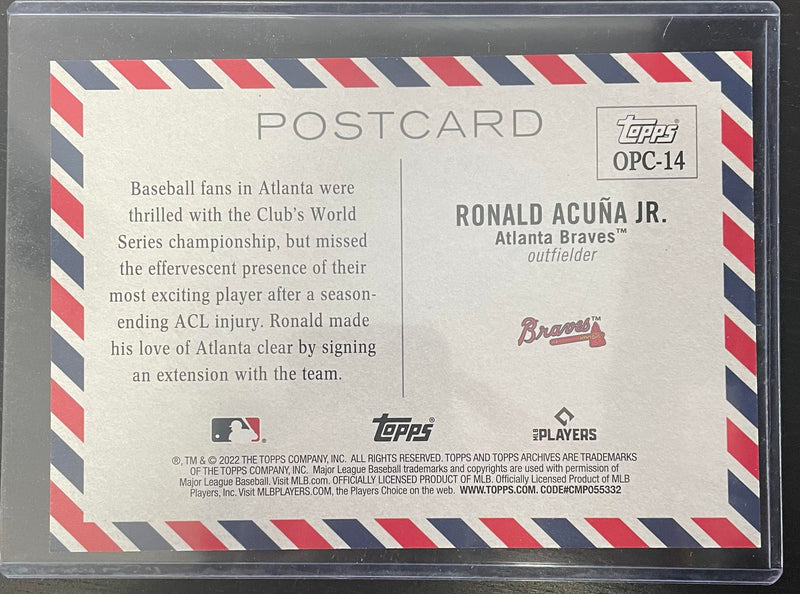 POSTCARD
topps®
OPC-14
Baseball fans in Atlanta were
thrilled with the Club's World
Series championship, but missed
the effervescent presence of their
most exciting player after a season-
ending ACL injury. Ronald made
his love of Atlanta clear by signing
an extension with the team.
RONALD ACUÑA JR.
Atlanta Braves™
outfielder
Braves™
topps®
MLB PLAYERS
®, TM & © 2022 THE TOPPS COMPANY, INC. ALL RIGHTS RESERVED. TOPPS AND TOPPS ARCHIVES ARE TRADEMARKS
OF THE TOPPS COMPANY, INC. Major League Baseball trademarks and copyrights are used with permission of
Major League Baseball. Visit MLB.com. OFFICIALLY LICENSED PRODUCT OF MLB. Officially Licensed Product of MLB
Players, Inc. Visit MLBPLAYERS.COM, the Players Choice on the web. WWW.TOPPS.COM. CODE#CMP055332